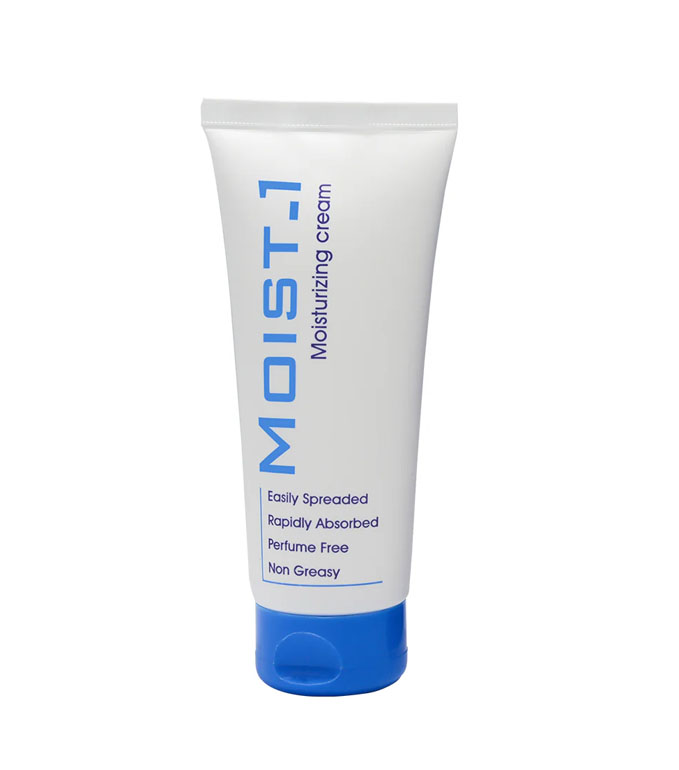 MOIST-1
Moisturizing cream
Easily Spreaded
Rapidly Absorbed
Perfume Free
Non Greasy